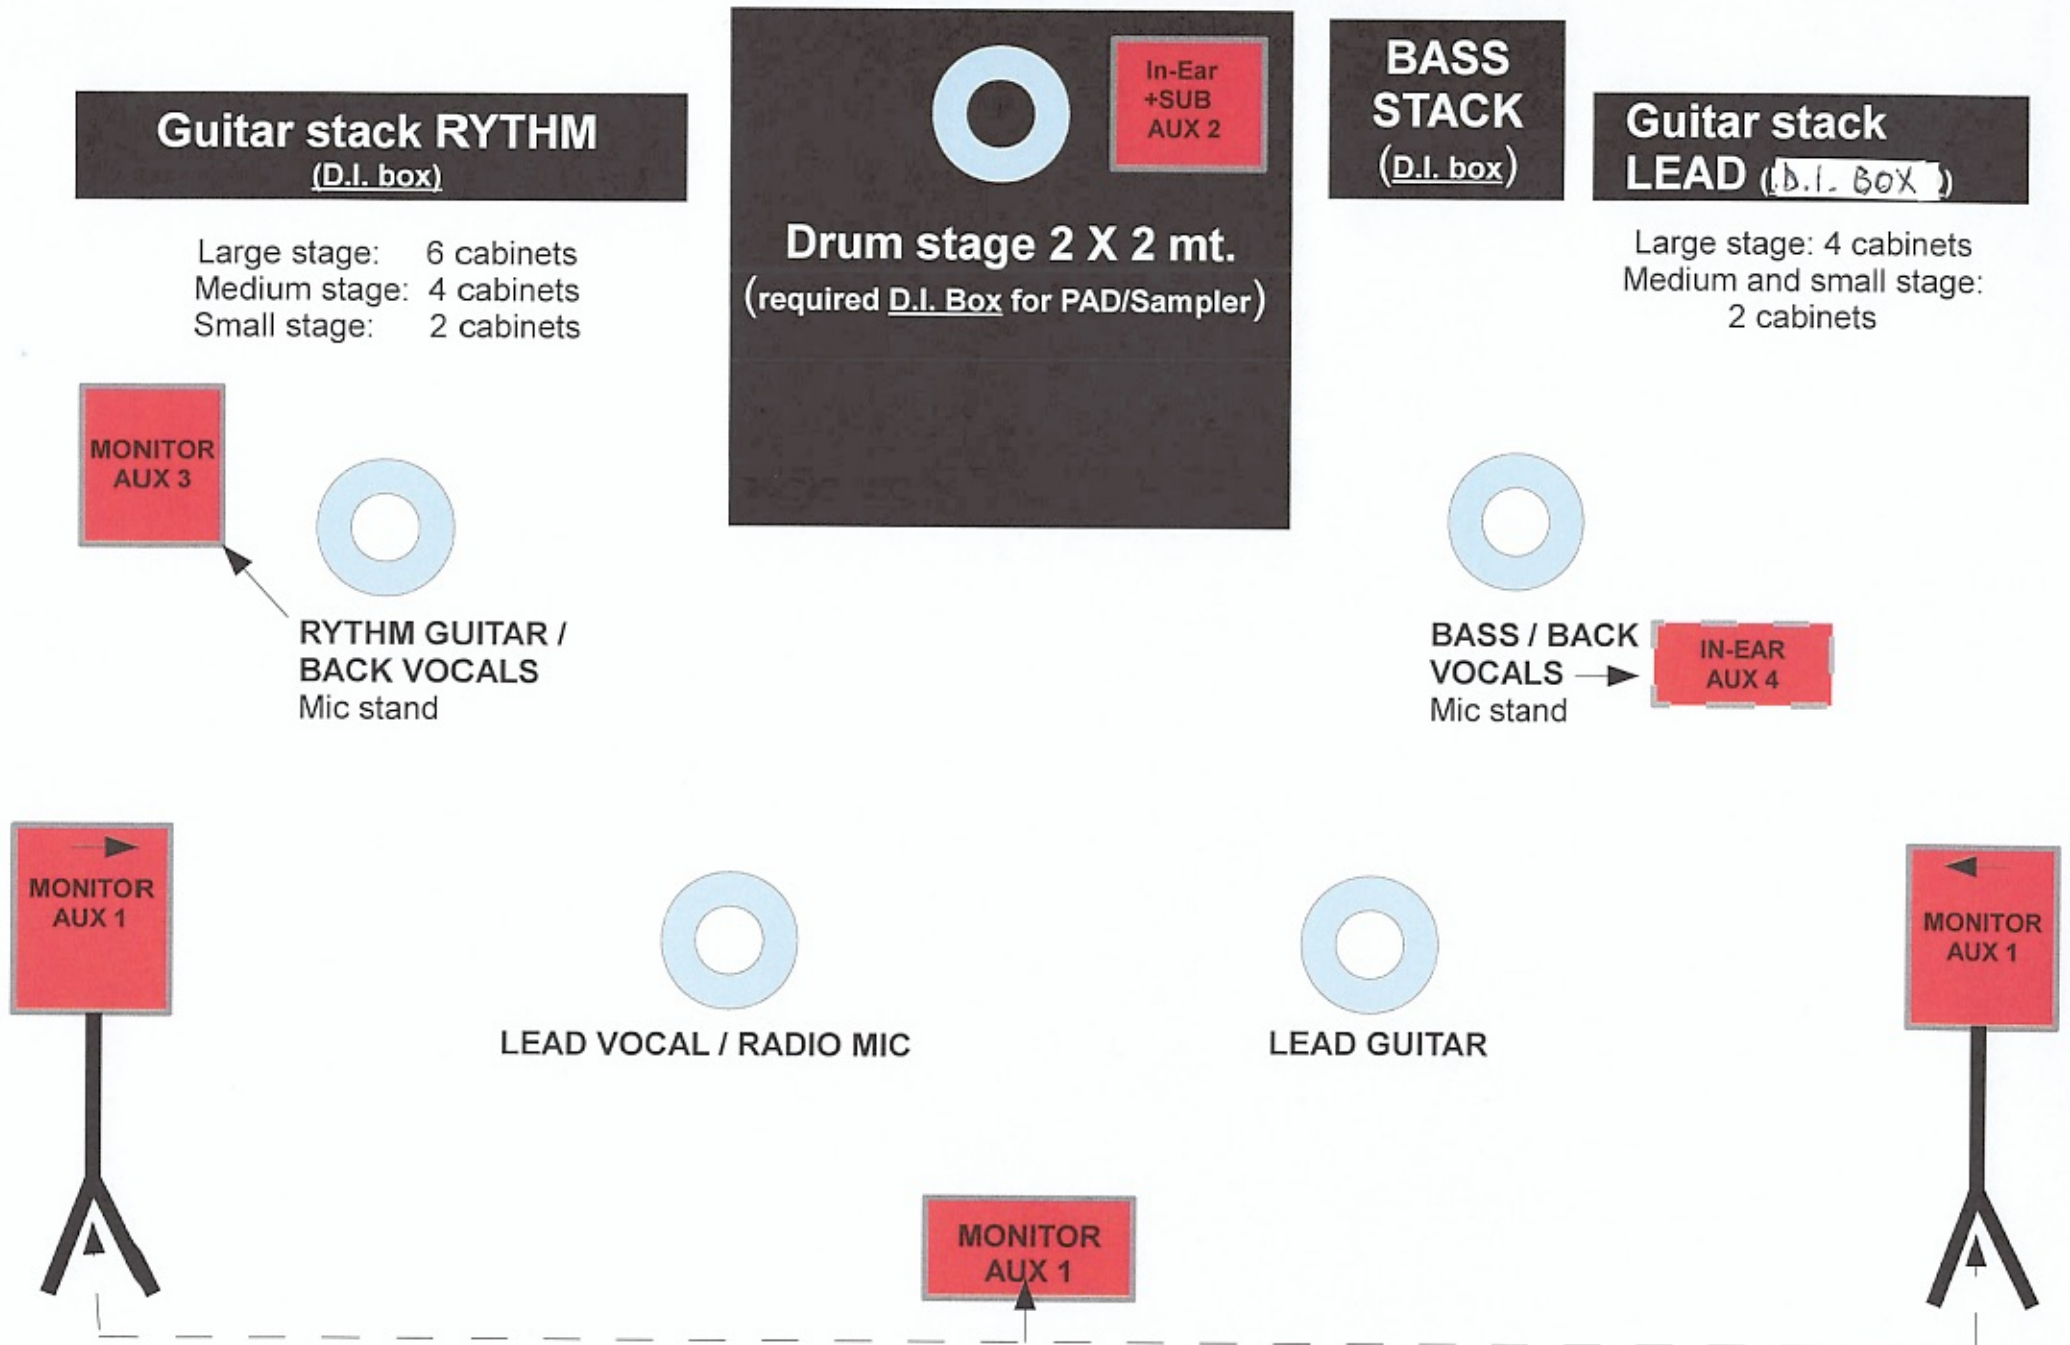 Guitar stack RYTHM
(D.I. box)
Large stage: 6 cabinets
Medium stage: 4 cabinets
Small stage: 2 cabinets
In-Ear
+SUB
AUX 2
Drum stage 2 X 2 mt.
(required D.I. Box for PAD/Sampler)
BASS
STACK
(D.I. box)
Guitar stack
LEAD (D.I. BOX)
Large stage: 4 cabinets
Medium and small stage:
2 cabinets
MONITOR
AUX 3
RYTHM GUITAR /
BACK VOCALS
Mic stand
BASS / BACK
VOCALS
Mic stand
IN-EAR
AUX 4
MONITOR
AUX 1
LEAD VOCAL / RADIO MIC
LEAD GUITAR
MONITOR
AUX 1
MONITOR
AUX 1